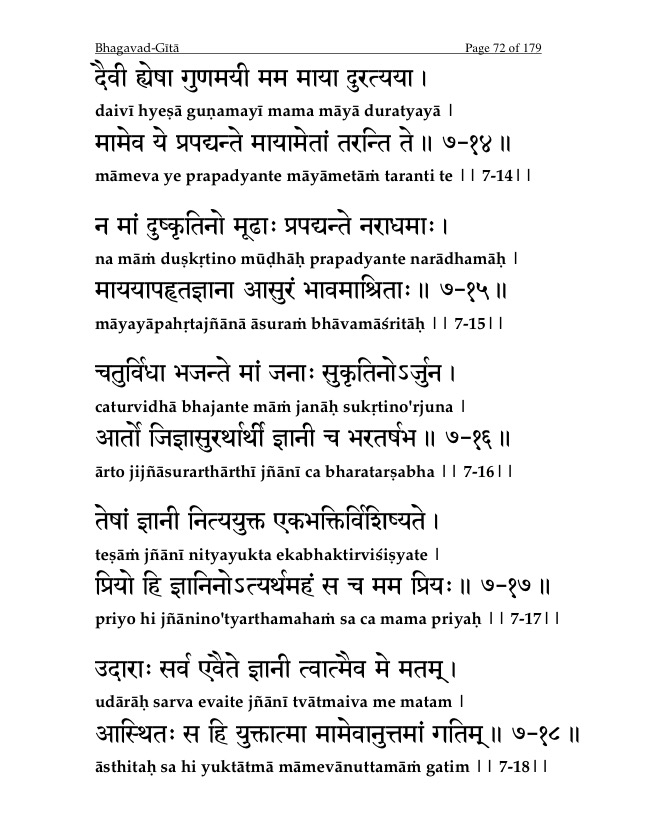 Bhagavad-Gītā Page 72 of 179
दैवी ह्येषा गुणमयी मम माया दुरत्यया ।
daivī hyeṣā guṇamayī mama māyā duratyayā |
मामेव ये प्रपद्यन्ते मायामेतां तरन्ति ते ॥ ७-१४॥
māmeva ye prapadyante māyāmetāṁ taranti te || 7-14||
न मां दुष्कृतिनो मूढाः प्रपद्यन्ते नराधमाः ।
na māṁ duṣkṛtino mūḍhāḥ prapadyante narādhamāḥ |
माययापहृतज्ञाना आसुरं भावमाश्रिताः ॥ ७-१५॥
māyayāpahṛtajñānā āsuraṁ bhāvamāśritāḥ || 7-15||
चतुर्विधा भजन्ते मां जनाः सुकृतिनोऽर्जुन ।
caturvidhā bhajante māṁ janāḥ sukṛtino'rjuna |
आर्तो जिज्ञासुरर्थार्थी ज्ञानी च भरतर्षभ ॥ ७-१६॥
ārto jijñāsurarthārthī jñānī ca bharatarṣabha || 7-16||
तेषां ज्ञानी नित्ययुक्त एकभक्तिर्विशिष्यते ।
teṣāṁ jñānī nityayukta ekabhaktirviśiṣyate |
प्रियो हि ज्ञानिनोऽत्यर्थमहं स च मम प्रियः ॥ ७-१७॥
priyo hi jñānino'tyarthamahaṁ sa ca mama priyaḥ || 7-17||
उदाराः सर्व एवैते ज्ञानी त्वात्मैव मे मतम् ।
udārāḥ sarva evaite jñānī tvātmaiva me matam |
आस्थितः स हि युक्तात्मा मामेवानुत्तमां गतिम् ॥ ७-१८॥
āsthitaḥ sa hi yuktātmā māmevānuttamāṁ gatim || 7-18||